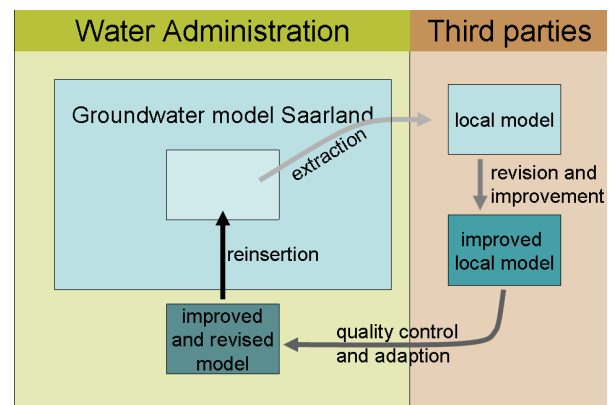 Water Administration
Third parties
Groundwater model Saarland
extraction
local model
revision and
improvement
improved
local model
reinsertion
improved
and revised
model
quality control
and adaption